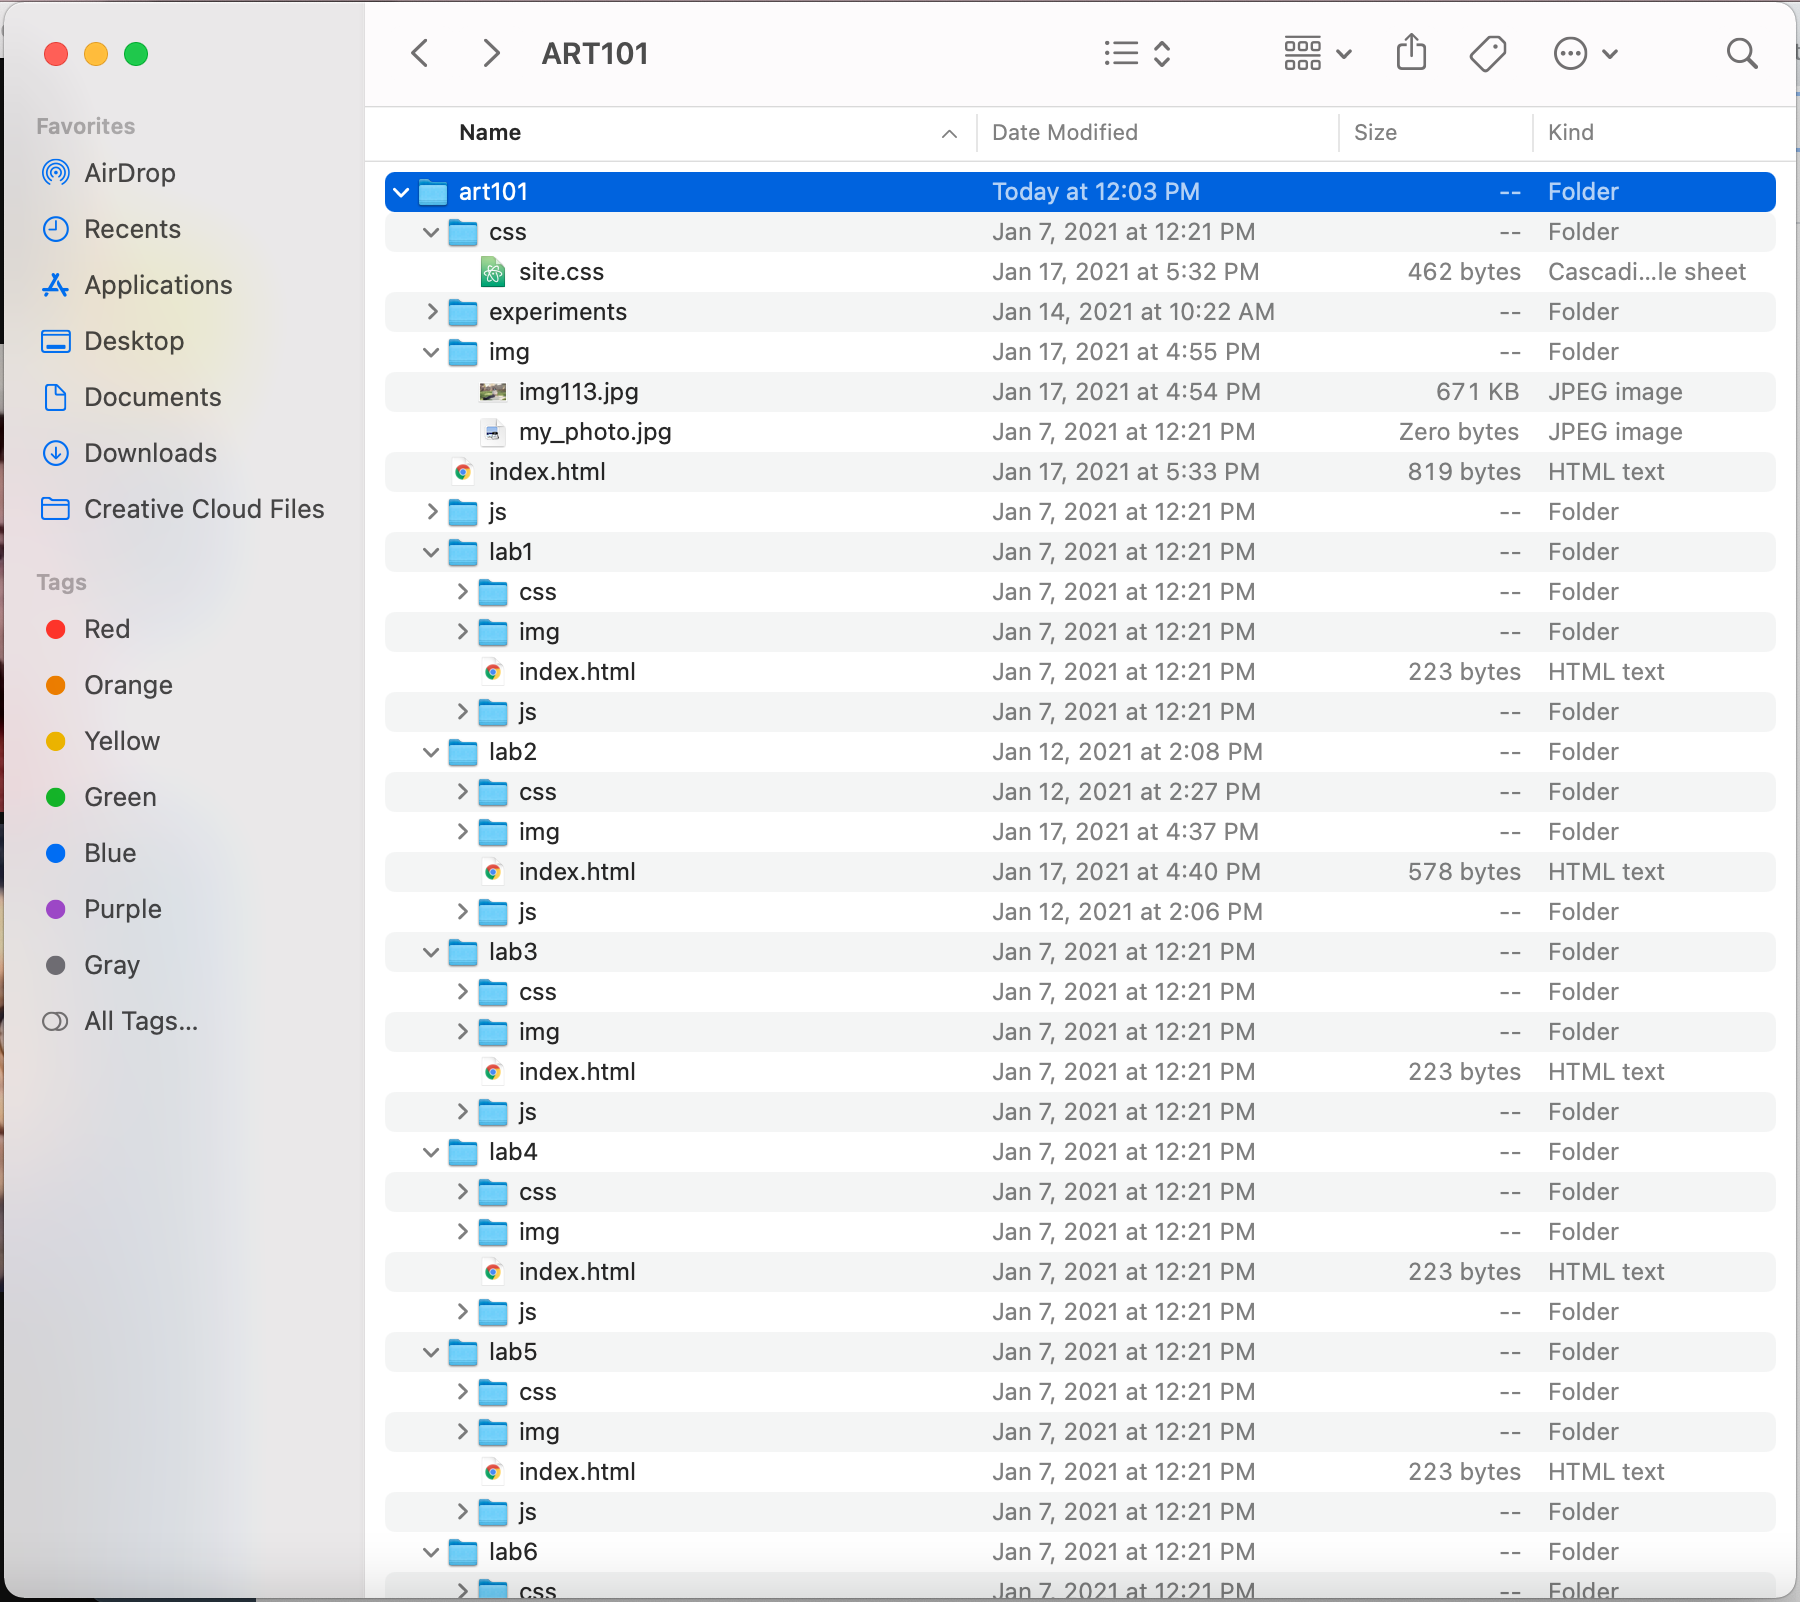 ART101
Favorites
AirDrop
Recents
Applications
Desktop
Documents
Downloads
Creative Cloud Files
Tags
Red
Orange
Yellow
Green
Blue
Purple
Gray
All Tags...
Name Date Modified Size Kind
art101 Today at 12:03 PM -- Folder
css Jan 7, 2021 at 12:21 PM -- Folder
site.css Jan 17, 2021 at 5:32 PM 462 bytes Cascadi...le sheet
experiments Jan 14, 2021 at 10:22 AM -- Folder
img Jan 17, 2021 at 4:55 PM -- Folder
img113.jpg Jan 17, 2021 at 4:54 PM 671 KB JPEG image
my_photo.jpg Jan 7, 2021 at 12:21 PM Zero bytes JPEG image
index.html Jan 17, 2021 at 5:33 PM 819 bytes HTML text
js Jan 7, 2021 at 12:21 PM -- Folder
lab1 Jan 7, 2021 at 12:21 PM -- Folder
css Jan 7, 2021 at 12:21 PM -- Folder
img Jan 7, 2021 at 12:21 PM -- Folder
index.html Jan 7, 2021 at 12:21 PM 223 bytes HTML text
js Jan 7, 2021 at 12:21 PM -- Folder
lab2 Jan 12, 2021 at 2:08 PM -- Folder
css Jan 12, 2021 at 2:27 PM -- Folder
img Jan 17, 2021 at 4:37 PM -- Folder
index.html Jan 17, 2021 at 4:40 PM 578 bytes HTML text
js Jan 12, 2021 at 2:06 PM -- Folder
lab3 Jan 7, 2021 at 12:21 PM -- Folder
css Jan 7, 2021 at 12:21 PM -- Folder
img Jan 7, 2021 at 12:21 PM -- Folder
index.html Jan 7, 2021 at 12:21 PM 223 bytes HTML text
js Jan 7, 2021 at 12:21 PM -- Folder
lab4 Jan 7, 2021 at 12:21 PM -- Folder
css Jan 7, 2021 at 12:21 PM -- Folder
img Jan 7, 2021 at 12:21 PM -- Folder
index.html Jan 7, 2021 at 12:21 PM 223 bytes HTML text
js Jan 7, 2021 at 12:21 PM -- Folder
lab5 Jan 7, 2021 at 12:21 PM -- Folder
css Jan 7, 2021 at 12:21 PM -- Folder
img Jan 7, 2021 at 12:21 PM -- Folder
index.html Jan 7, 2021 at 12:21 PM 223 bytes HTML text
js Jan 7, 2021 at 12:21 PM -- Folder
lab6 Jan 7, 2021 at 12:21 PM -- Folder
css Jan 7, 2021 at 12:21 PM -- Folder